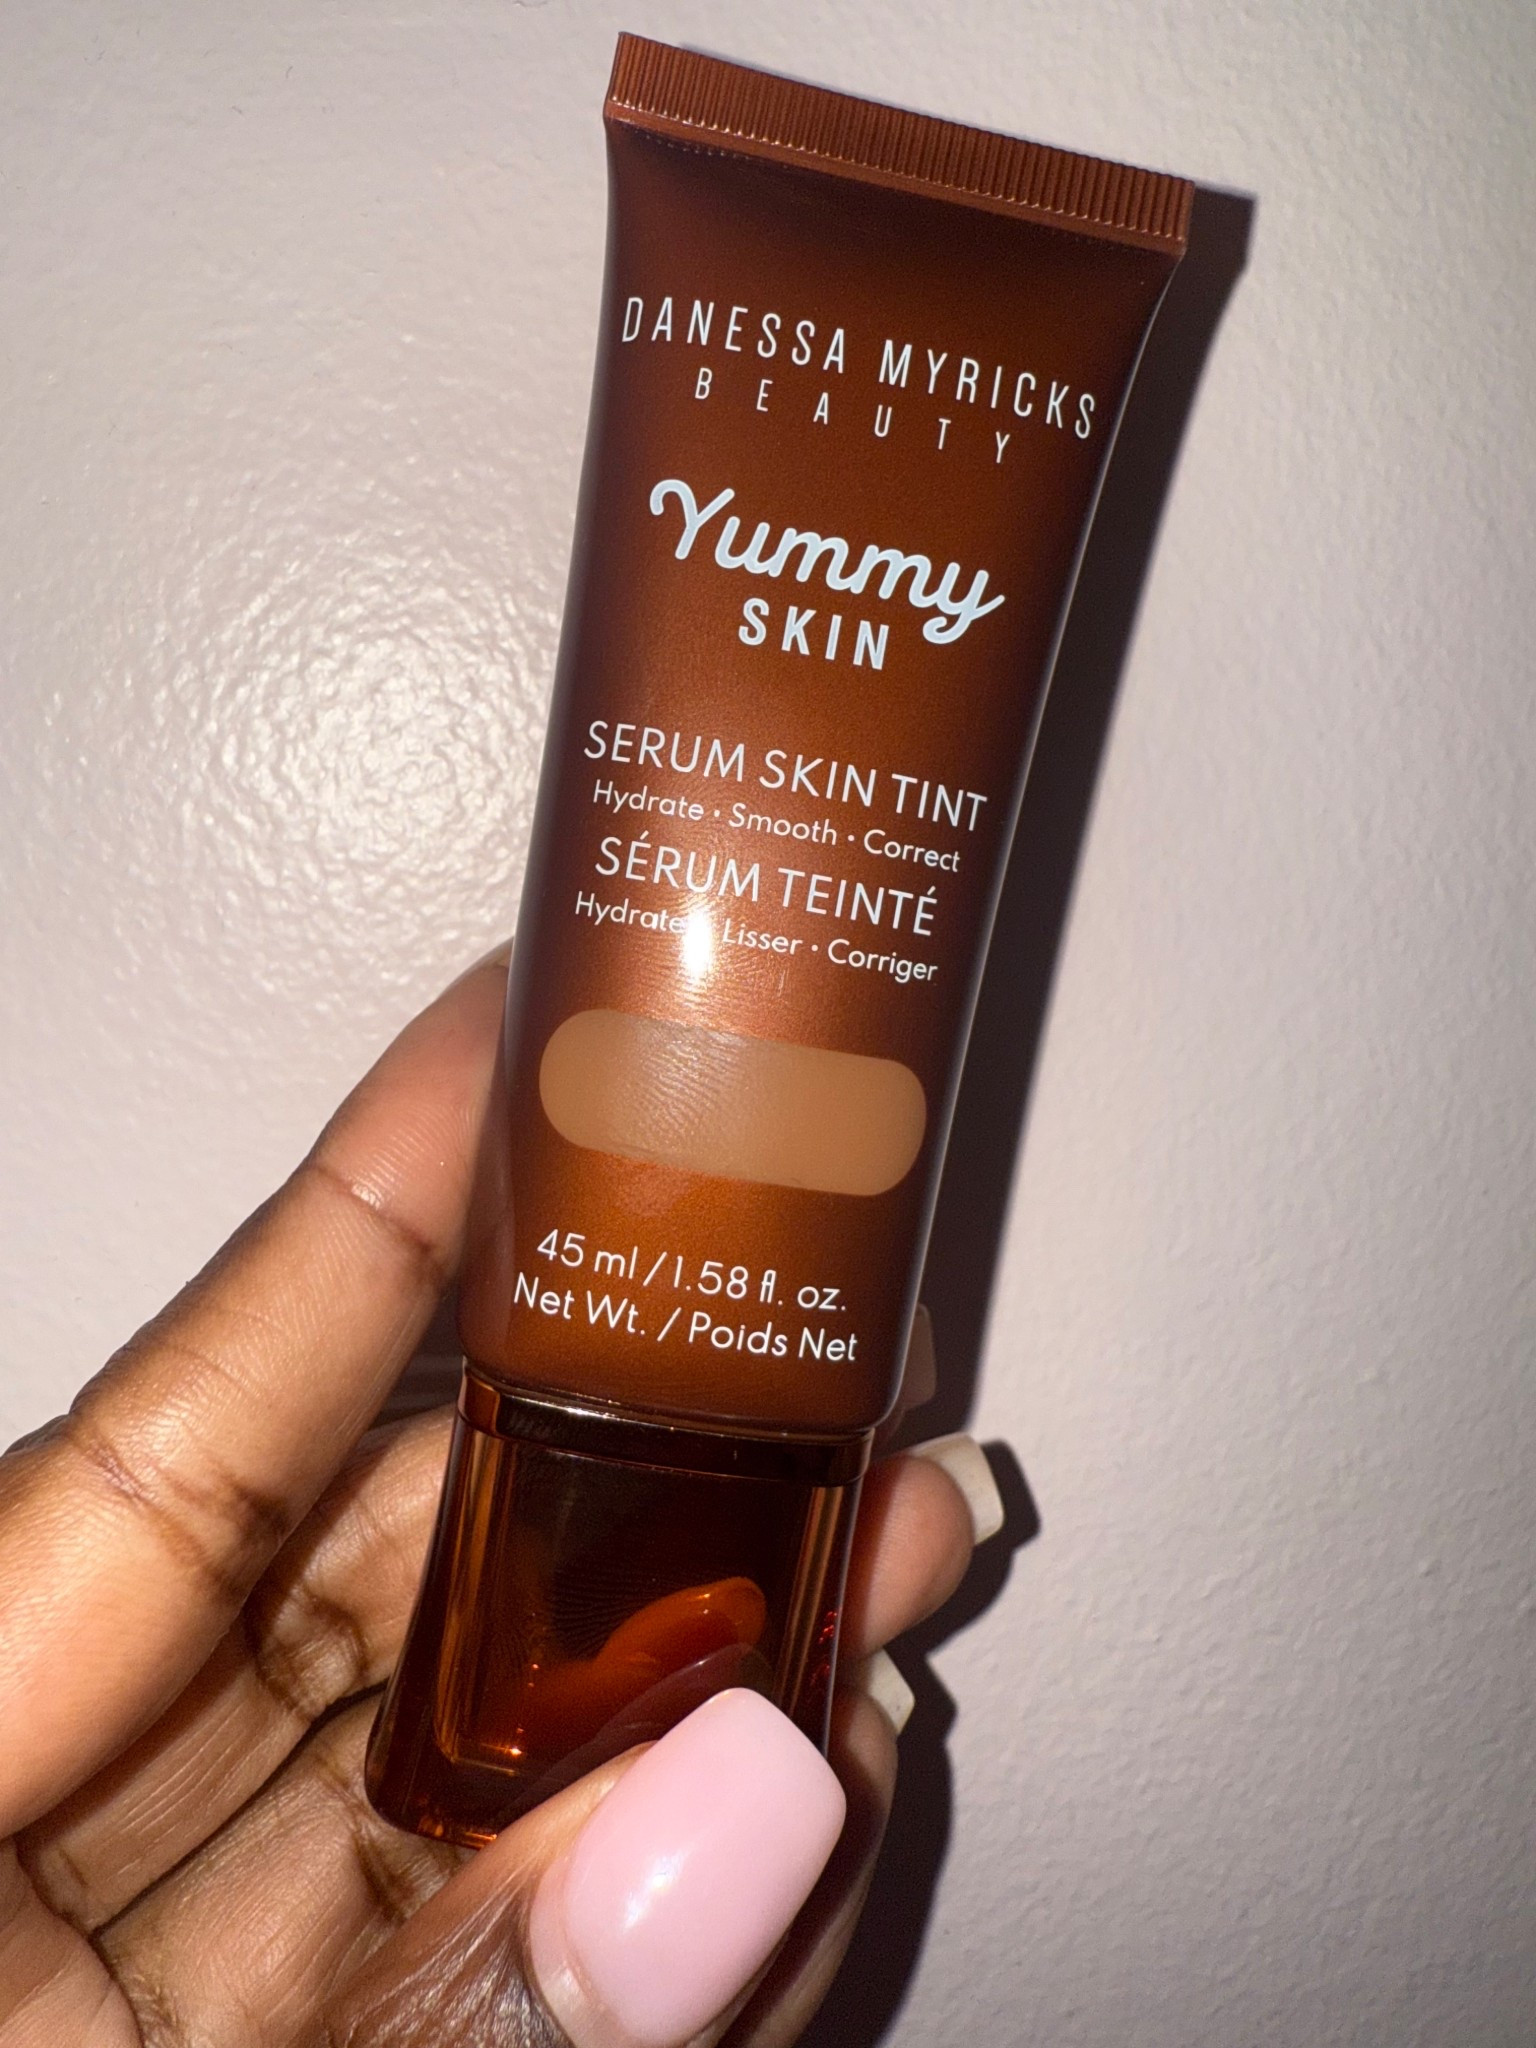 DANESSA MYRICKS
BEAUTY
Yummy
SKIN
SERUM SKIN TINT
Hydrate • Smooth • Correct
SÉRUM TEINTÉ
Lisser • Corriger
45 ml / 1.58 fl. oz.
Net Wt. / Poids Net